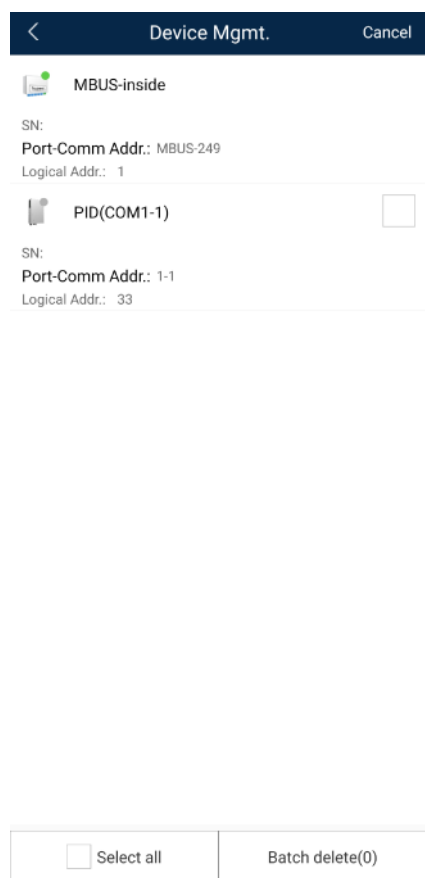 Device Mgmt. Cancel
MBUS-inside
SN:
Port-Comm Addr.: MBUS-249
Logical Addr.: 1
PID(COM1-1)
SN:
Port-Comm Addr.: 1-1
Logical Addr.: 33
Select all Batch delete(0)